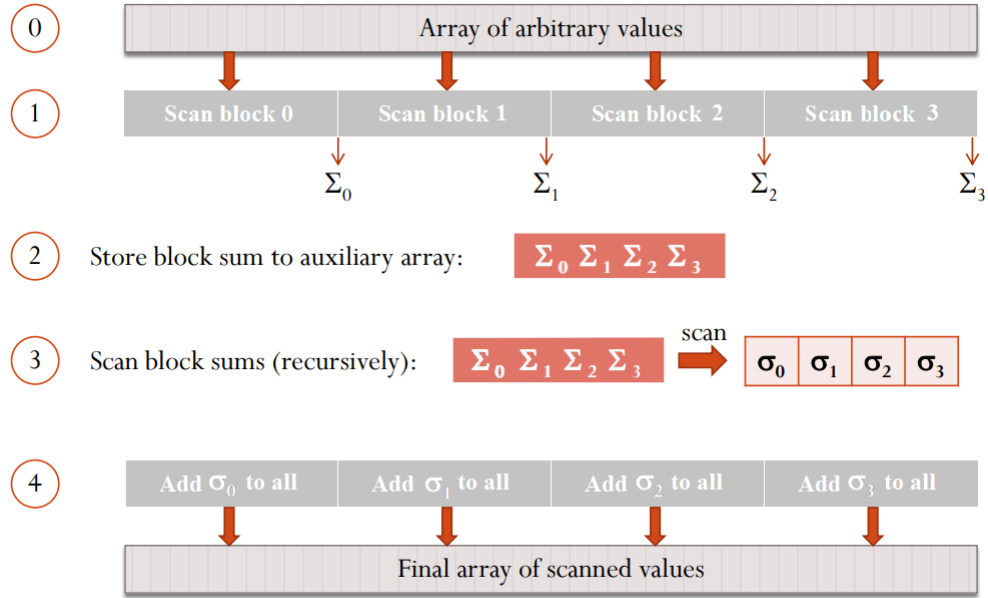 0 Array of arbitrary values
1 Scan block 0 Scan block 1 Scan block 2 Scan block 3
Σ₀ Σ₁ Σ₂ Σ₃
2 Store block sum to auxiliary array: Σ₀ Σ₁ Σ₂ Σ₃
scan
3 Scan block sums (recursively): Σ₀ Σ₁ Σ₂ Σ₃ σ₀ σ₁ σ₂ σ₃
4 Add σ₀ to all Add σ₁ to all Add σ₂ to all Add σ₃ to all
Final array of scanned values